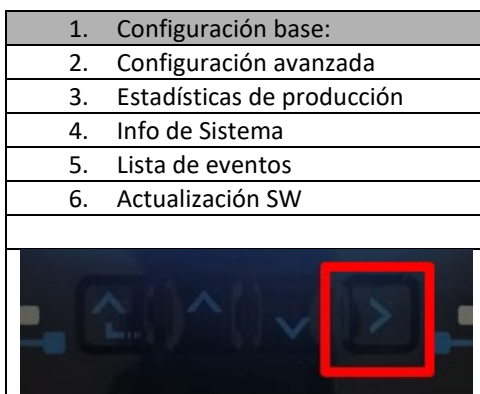 1. Configuración base:
2. Configuración avanzada
3. Estadísticas de producción
4. Info de Sistema
5. Lista de eventos
6. Actualización SW